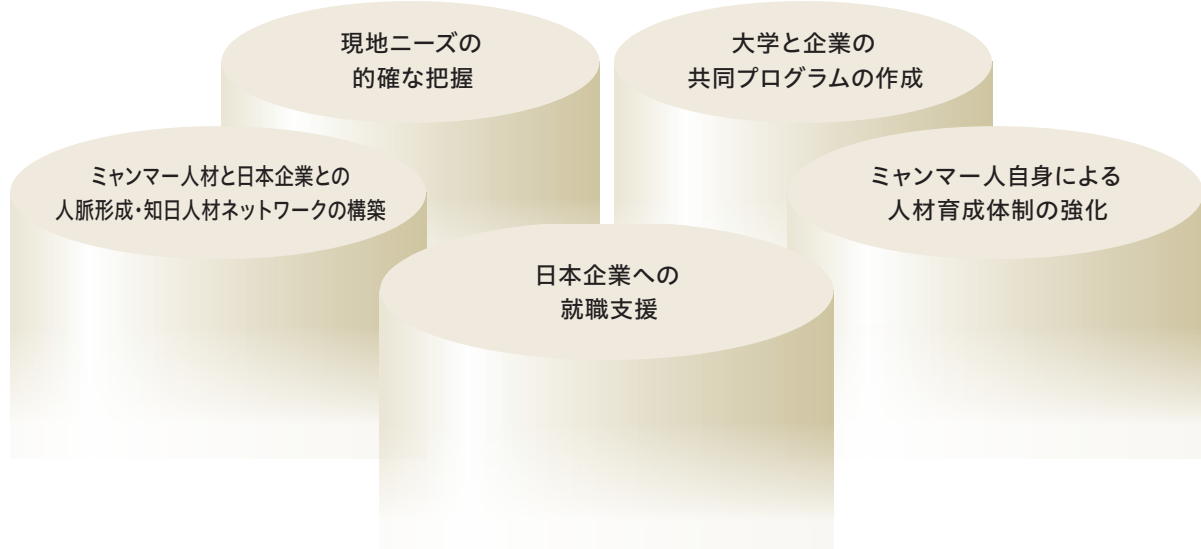 現地ニーズの
的確な把握
大学と企業の
共同プログラムの作成
ミャンマー人材と日本企業との
人脈形成・知日人材ネットワークの構築
ミャンマー人自身による
人材育成体制の強化
日本企業への
就職支援